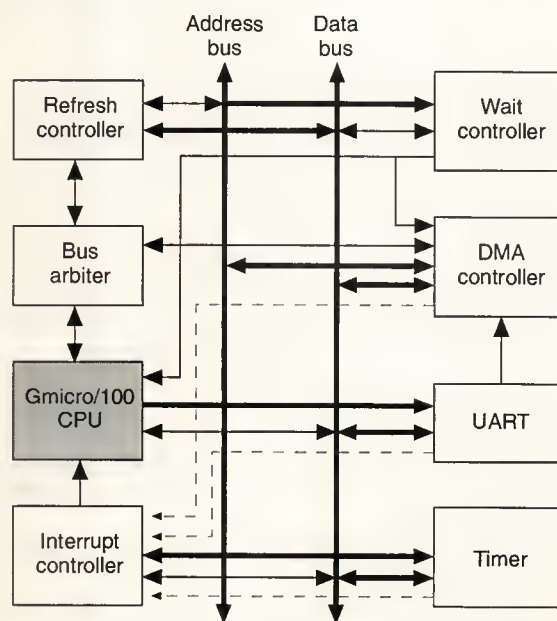 Address
bus
Data
bus
Refresh
controller
Wait
controller
Bus
arbiter
DMA
controller
Gmicro/100
CPU
UART
Interrupt
controller
Timer